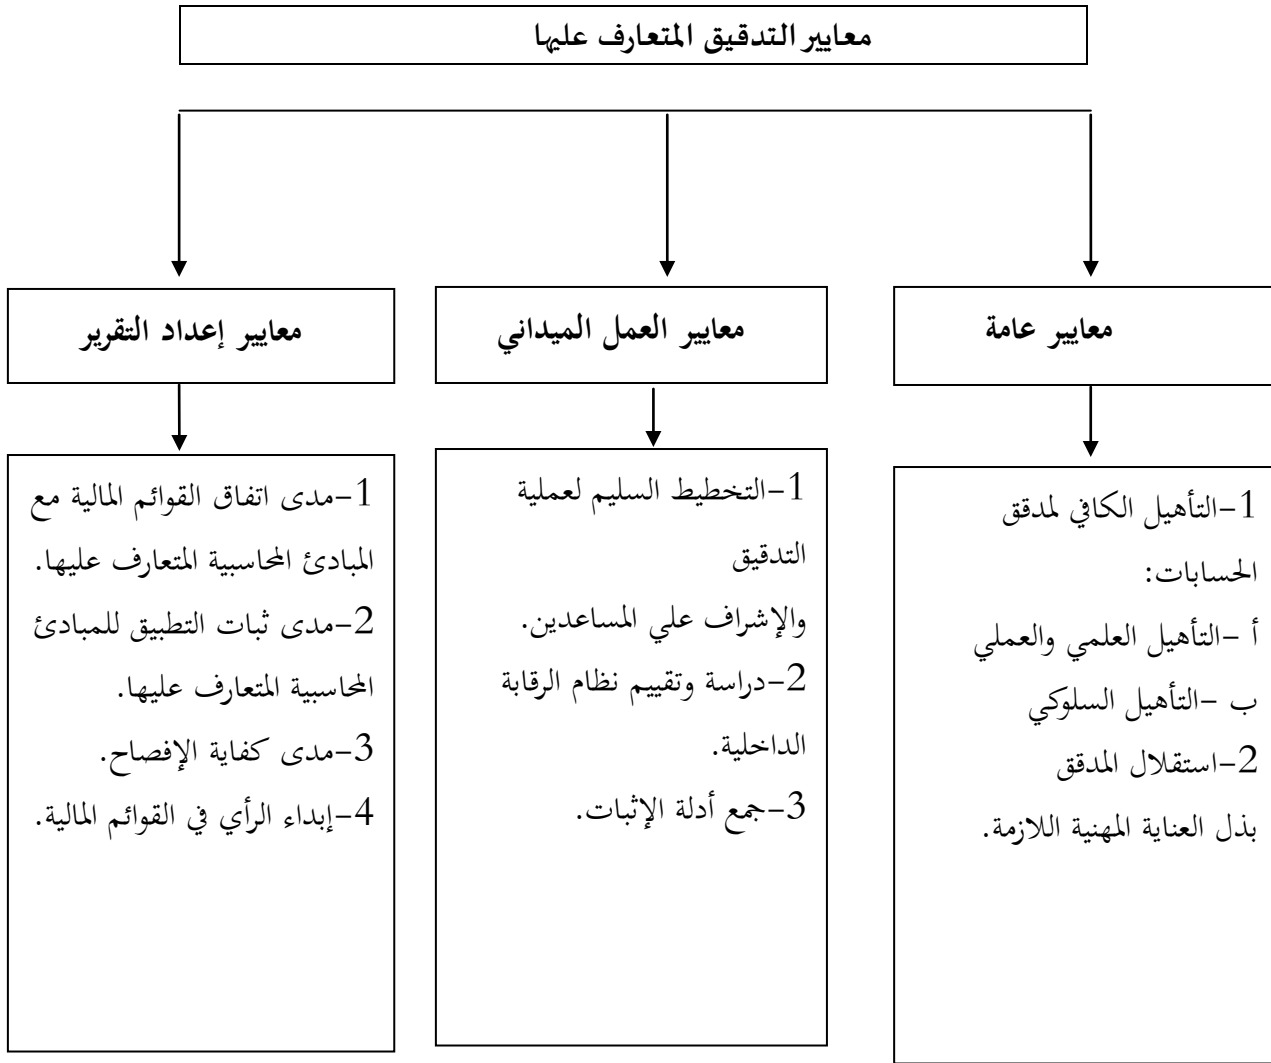 معايير التدقيق المتعارف عليها
معايير عامة
معايير العمل الميداني
معايير إعداد التقرير
1-التأهيل الكافي لمدقق
الحسابات:
أ -التأهيل العلمي والعملي
ب -التأهيل السلوكي
2-استقلال المدقق
بذل العناية المهنية اللازمة.
1-التخطيط السليم لعملية
التدقيق
والإشراف علي المساعدين.
2-دراسة وتقييم نظام الرقابة
الداخلية.
3-جمع أدلة الإثبات.
1-مدى اتفاق القوائم المالية مع
المبادئ المحاسبية المتعارف عليها.
2-مدى ثبات التطبيق للمبادئ
المحاسبية المتعارف عليها.
3-مدى كفاية الإفصاح.
4-إبداء الرأي في القوائم المالية.